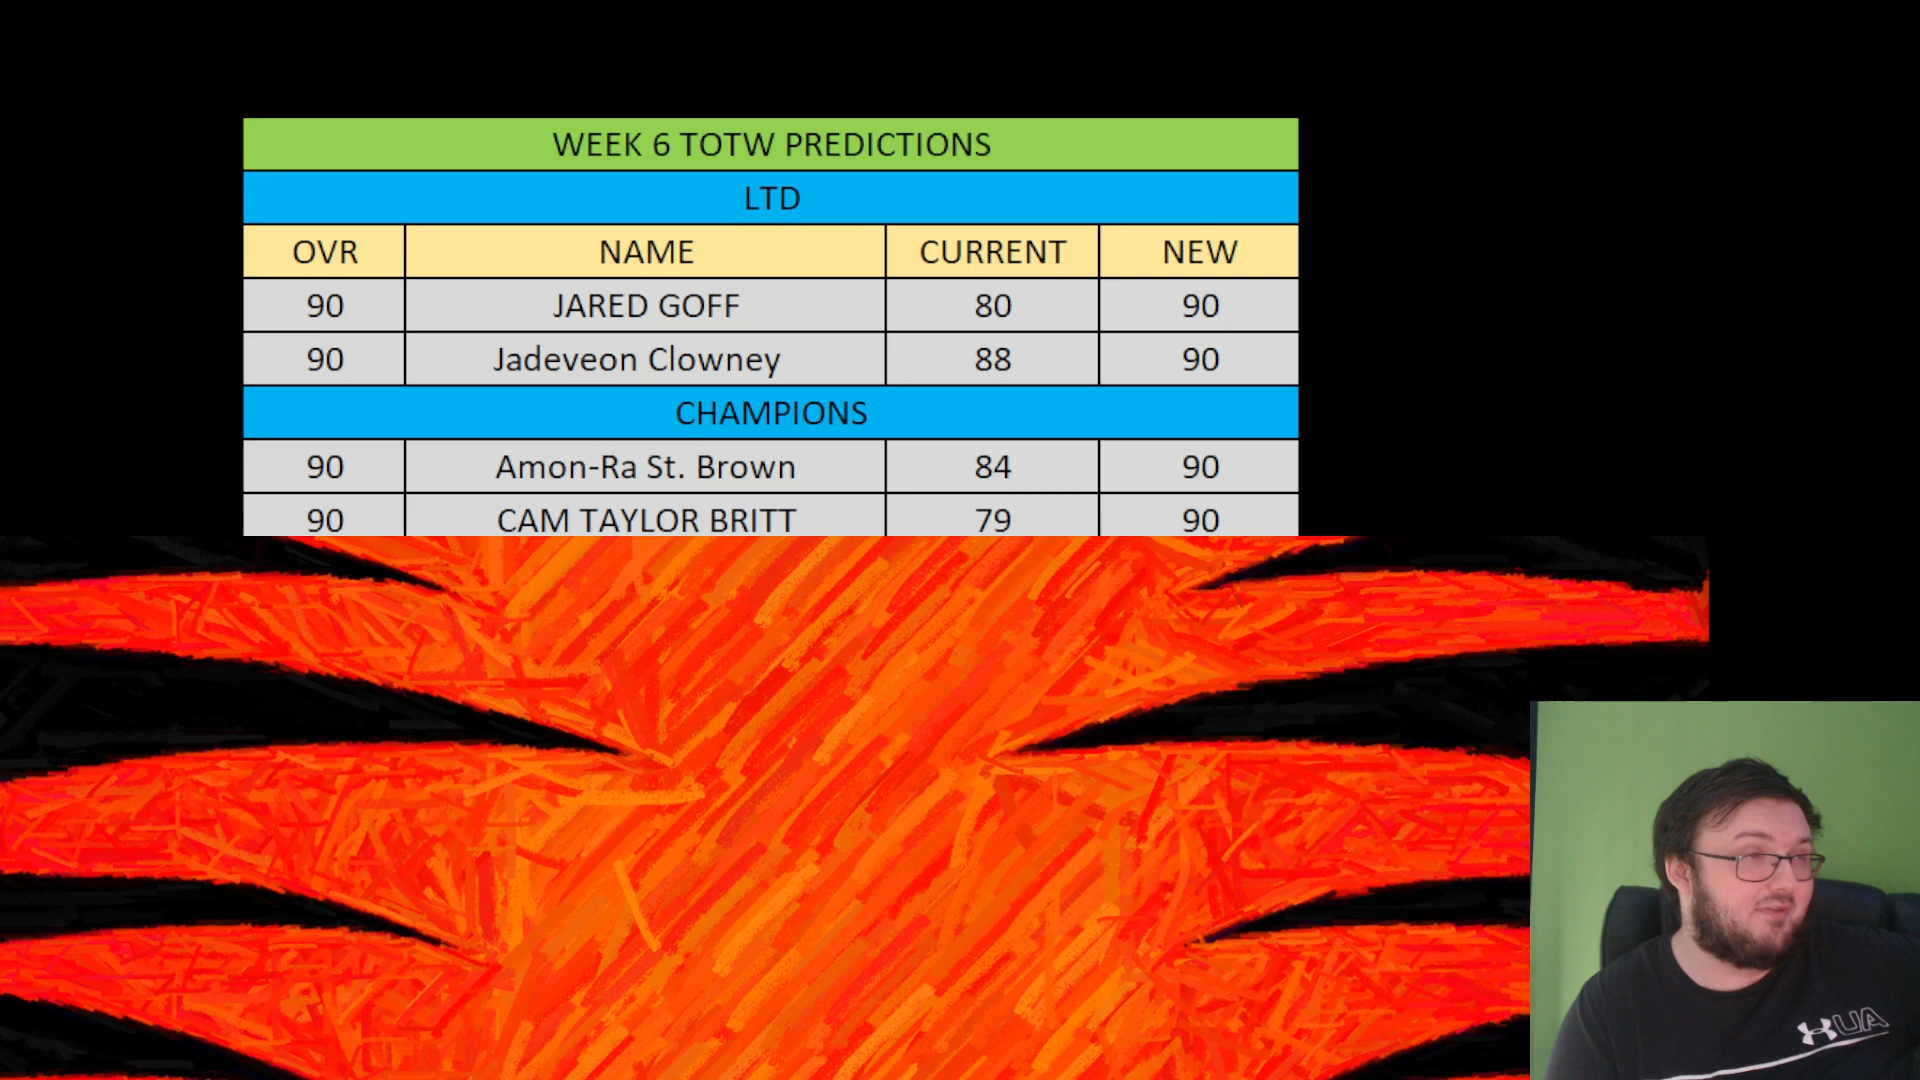 WEEK 6 TOTW PREDICTIONS
LTD
OVR NAME CURRENT NEW
90 JARED GOFF 80 90
90 Jadeveon Clowney 88 90
CHAMPIONS
90 Amon-Ra St. Brown 84 90
90 CAM TAYLOR BRITT 79 90
UA